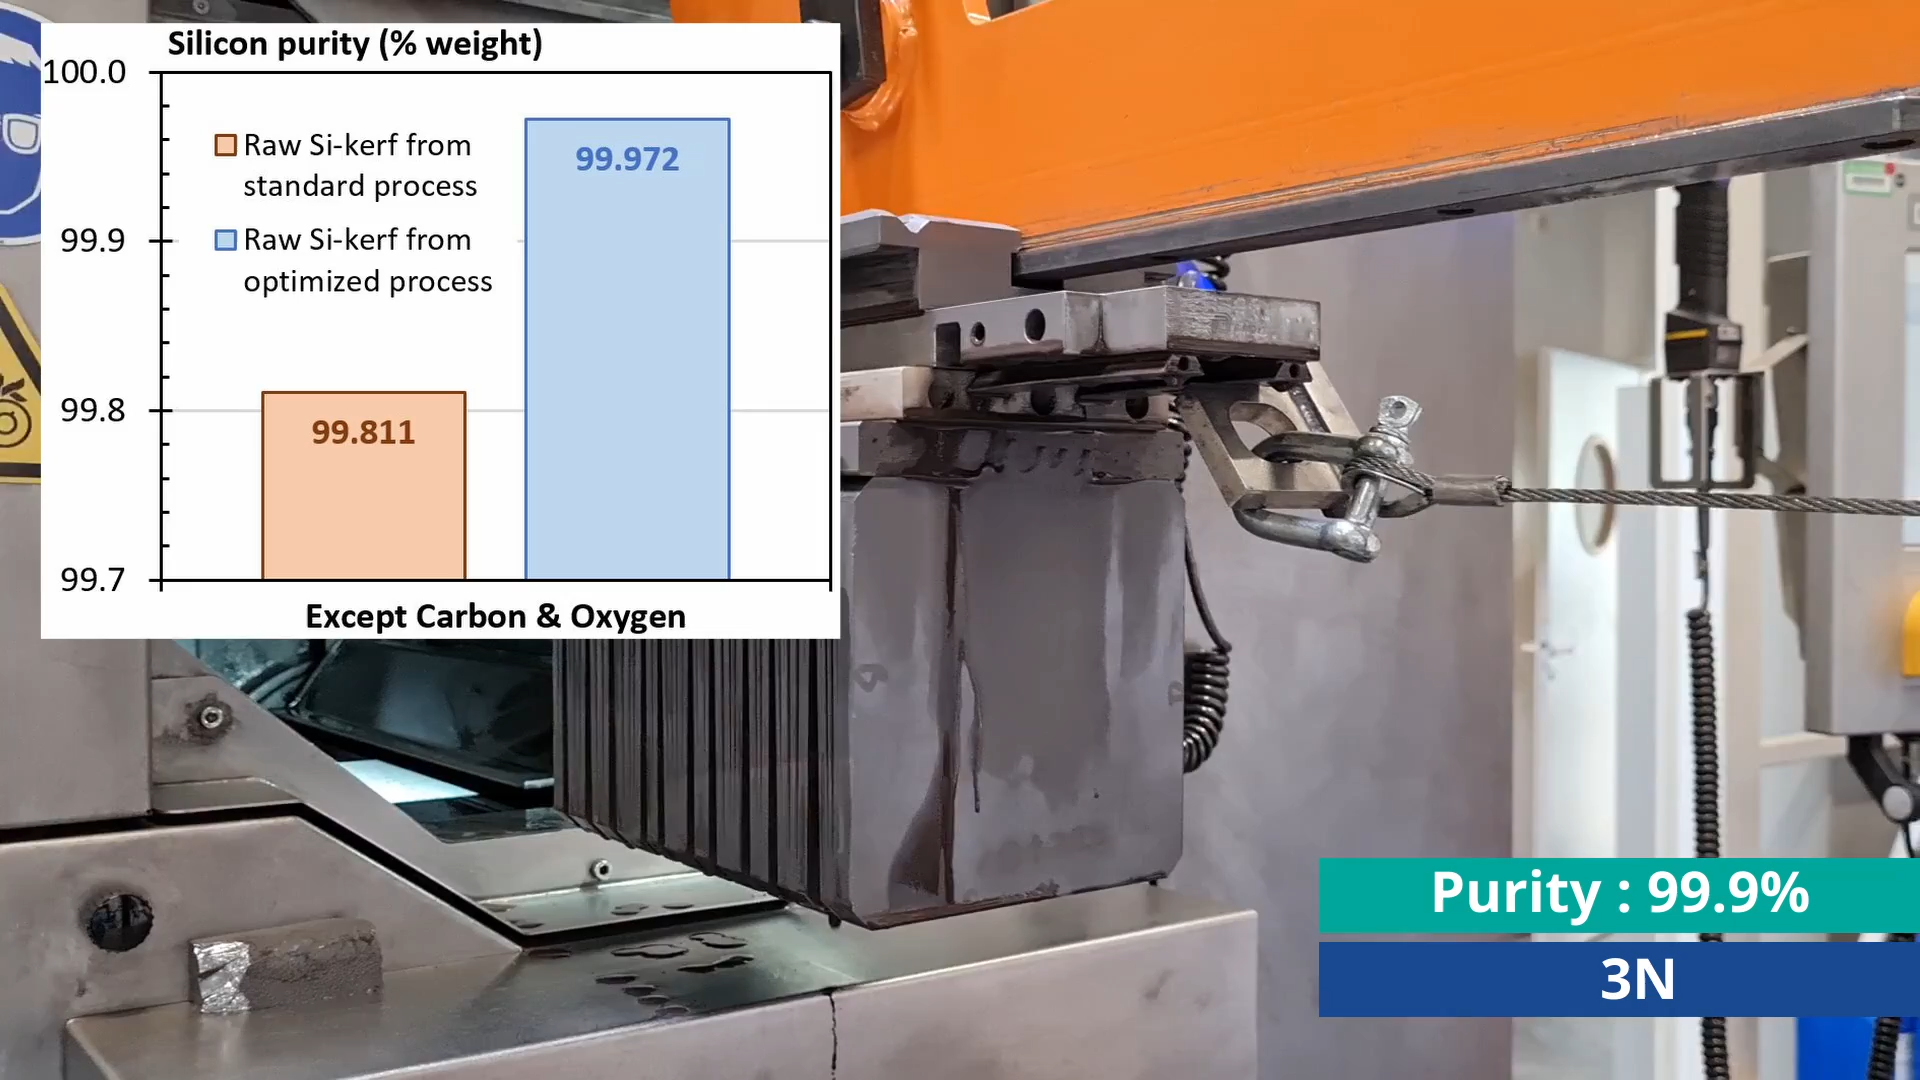 Silicon purity (% weight)
100.0
99.9
99.8
99.7
Raw Si-kerf from
standard process
Raw Si-kerf from
optimized process
99.811
99.972
Except Carbon & Oxygen
Purity : 99.9%
3N